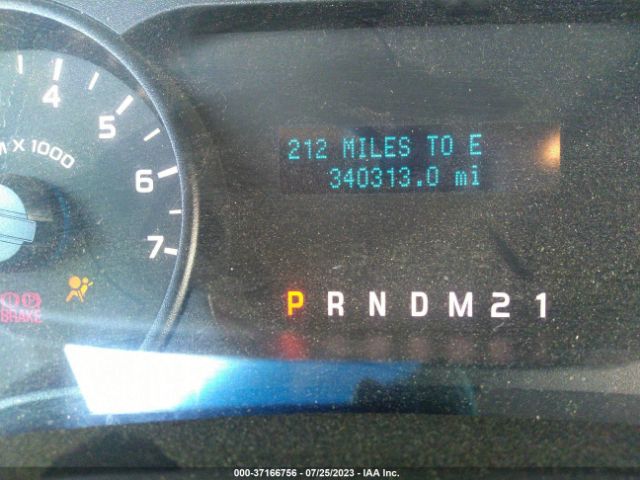 4
5
6
7
M X 1000
212 MILES TO E
340313.0 mi
P R N D M 2 1
BRAKE
000-37166756 - 07/25/2023 - IAA Inc.